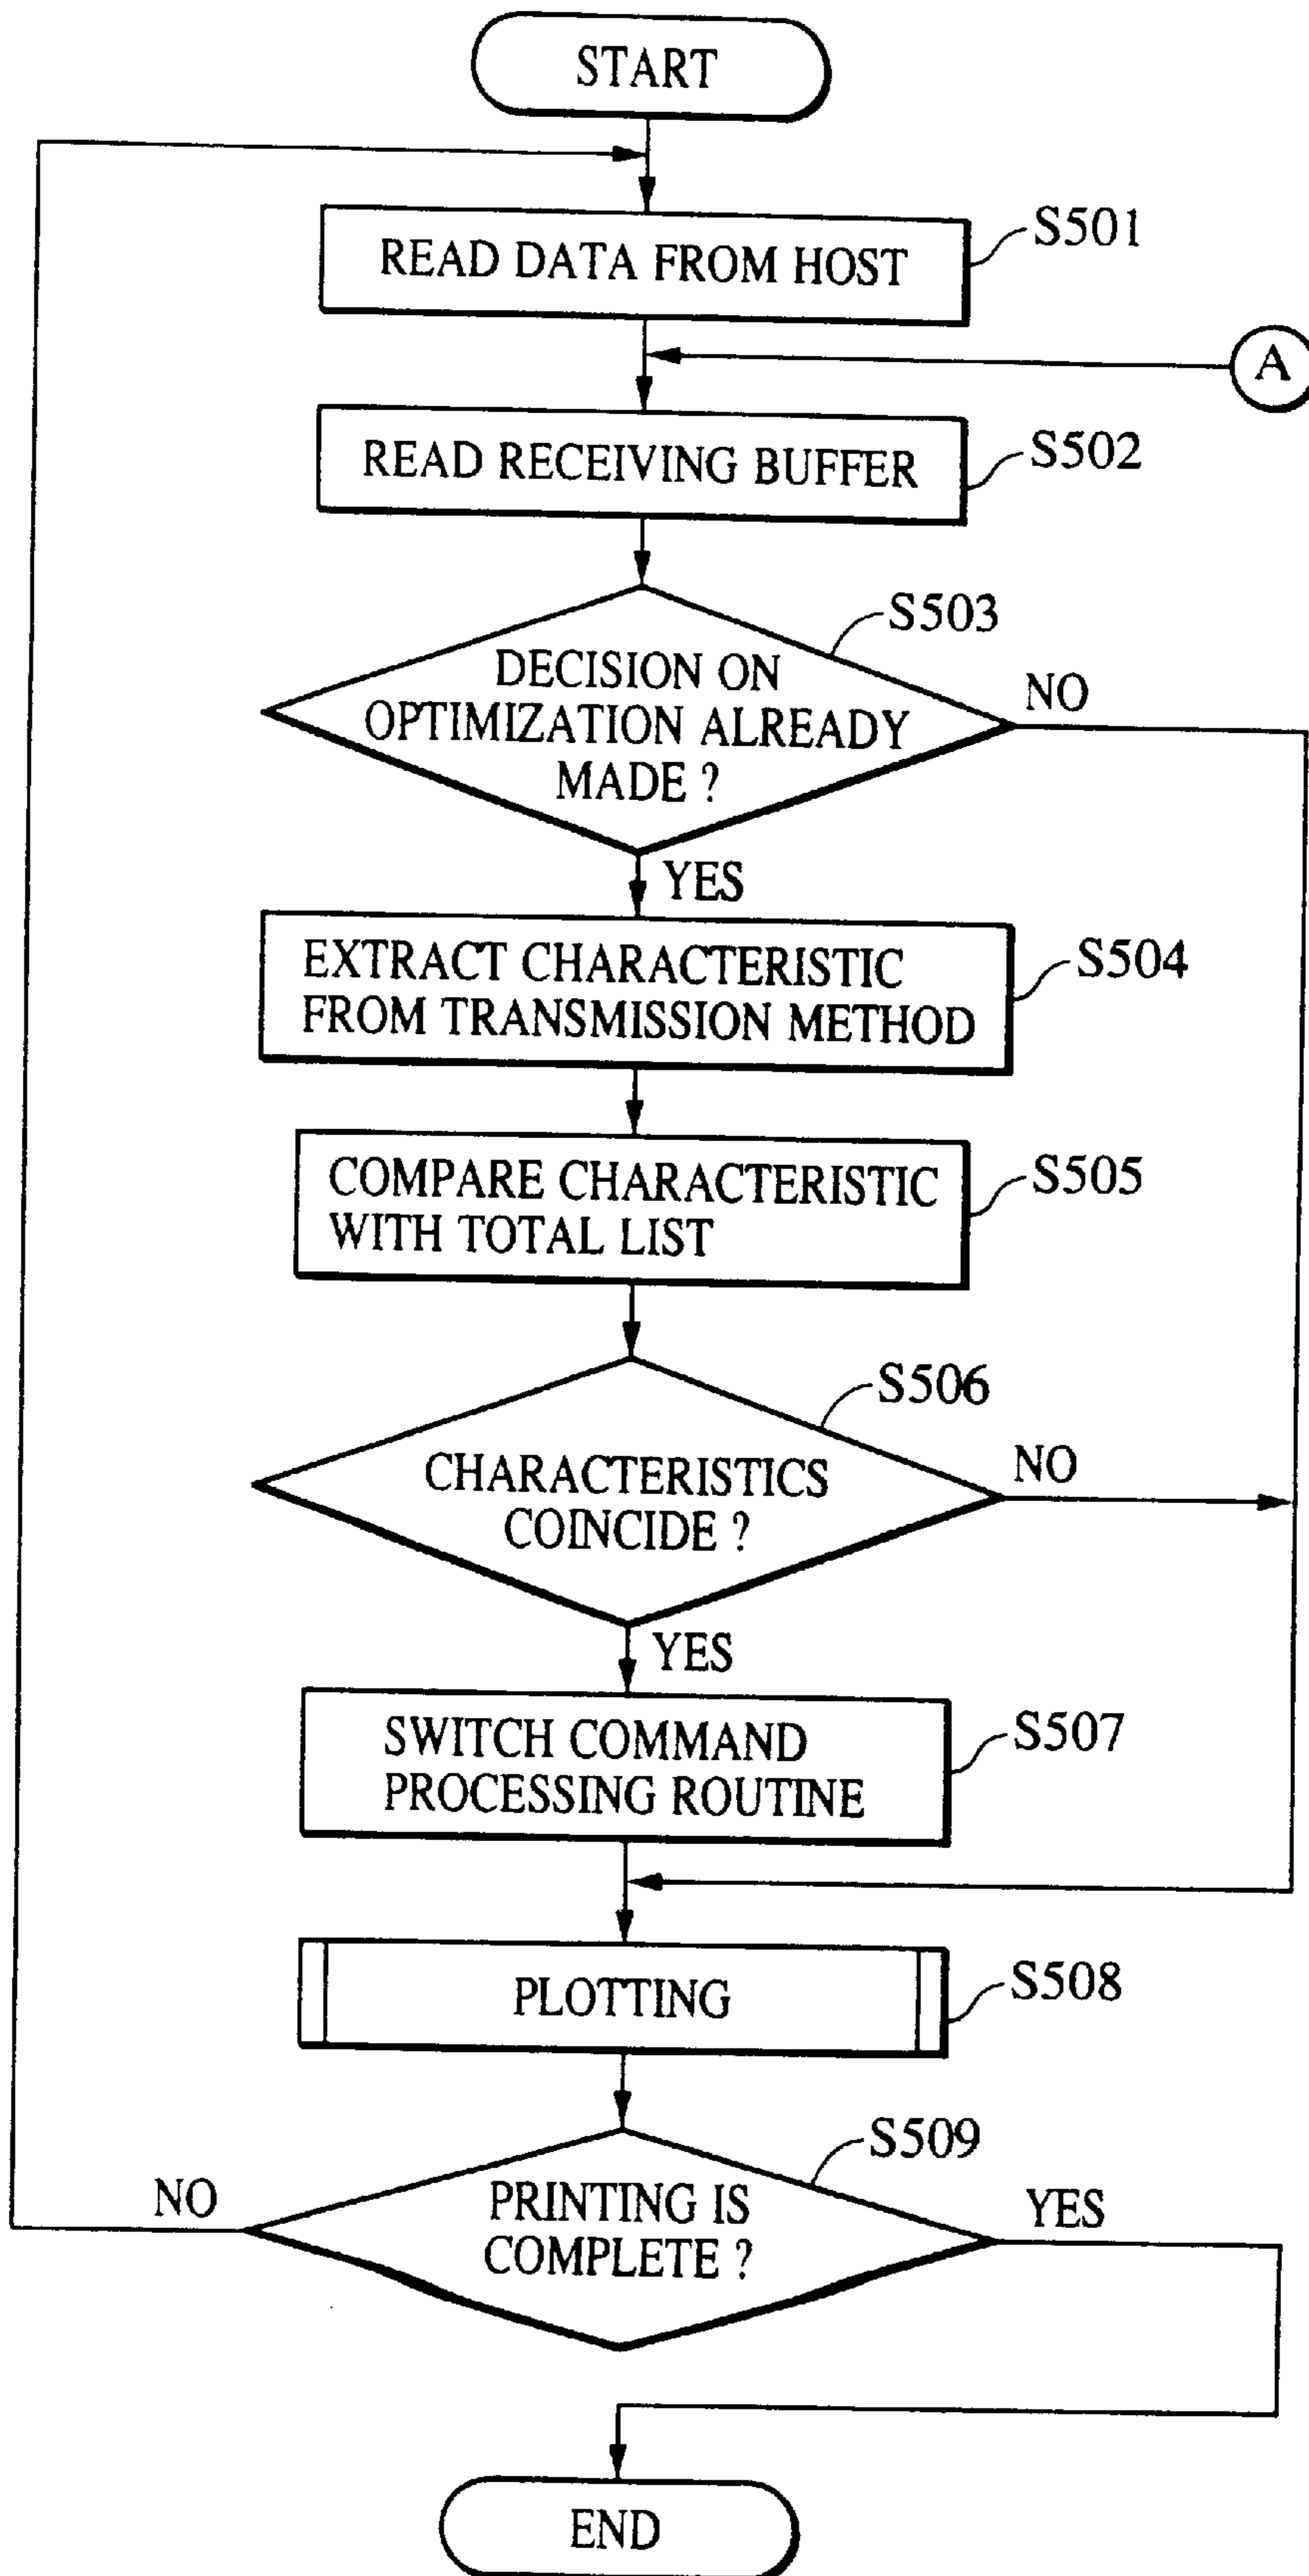 START
READ DATA FROM HOST
S501
A
READ RECEIVING BUFFER
S502
S503
DECISION ON
OPTIMIZATION ALREADY
MADE ?
NO
YES
EXTRACT CHARACTERISTIC
FROM TRANSMISSION METHOD
S504
COMPARE CHARACTERISTIC
WITH TOTAL LIST
S505
S506
CHARACTERISTICS
COINCIDE ?
NO
YES
SWITCH COMMAND
PROCESSING ROUTINE
S507
PLOTTING
S508
S509
NO
PRINTING IS
COMPLETE ?
YES
END